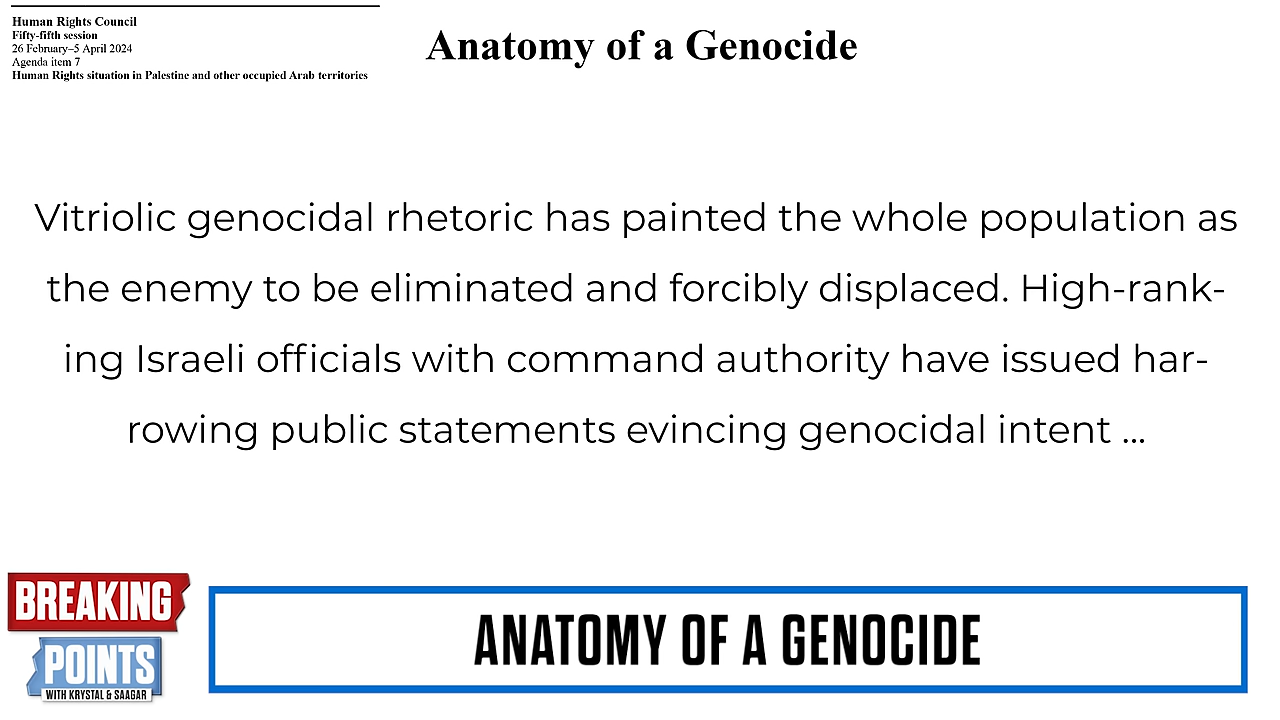 Human Rights Council
Fifty-fifth session
26 February–5 April 2024
Agenda item 7
Human Rights situation in Palestine and other occupied Arab territories
Anatomy of a Genocide
Vitriolic genocidal rhetoric has painted the whole population as
the enemy to be eliminated and forcibly displaced. High-rank-
ing Israeli officials with command authority have issued har-
rowing public statements evincing genocidal intent ...
BREAKING
POINTS
WITH KRYSTAL & SAAGAR
ANATOMY OF A GENOCIDE